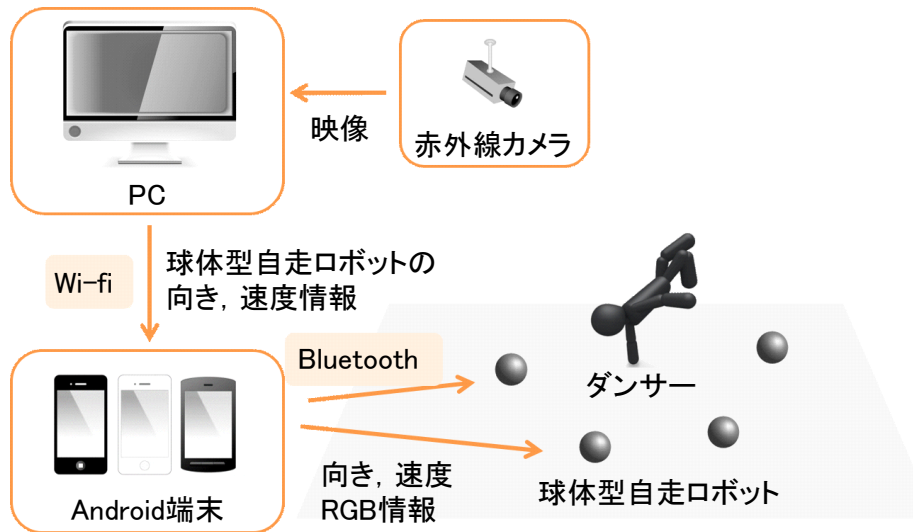 映像
赤外線カメラ
PC
Wi-fi
球体型自走ロボットの
向き，速度情報
Bluetooth
ダンサー
向き，速度
RGB情報
球体型自走ロボット
Android端末